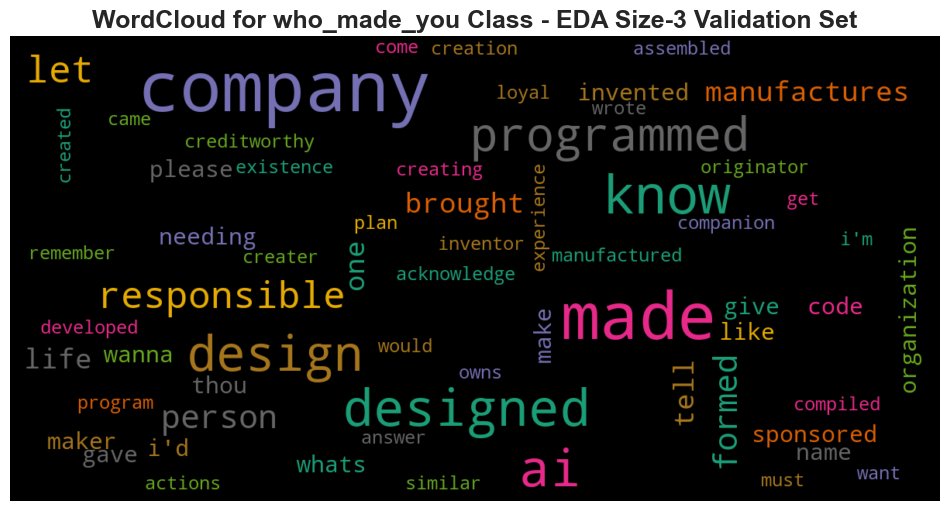 WordCloud for who_made_you Class - EDA Size-3 Validation Set
come creation assembled
let company loyal invented manufactures
wrote
created came programmed
creditworthy
please existence creating originator
experience know get
brought
plan companion
needing inventor i'm
remember creater one manufactured
acknowledge organization
responsible made give code
developed like
design make
life wanna would
thou owns tell formed
program person designed compiled
answer sponsored
maker i'd name
gave whats ai
actions similar must want